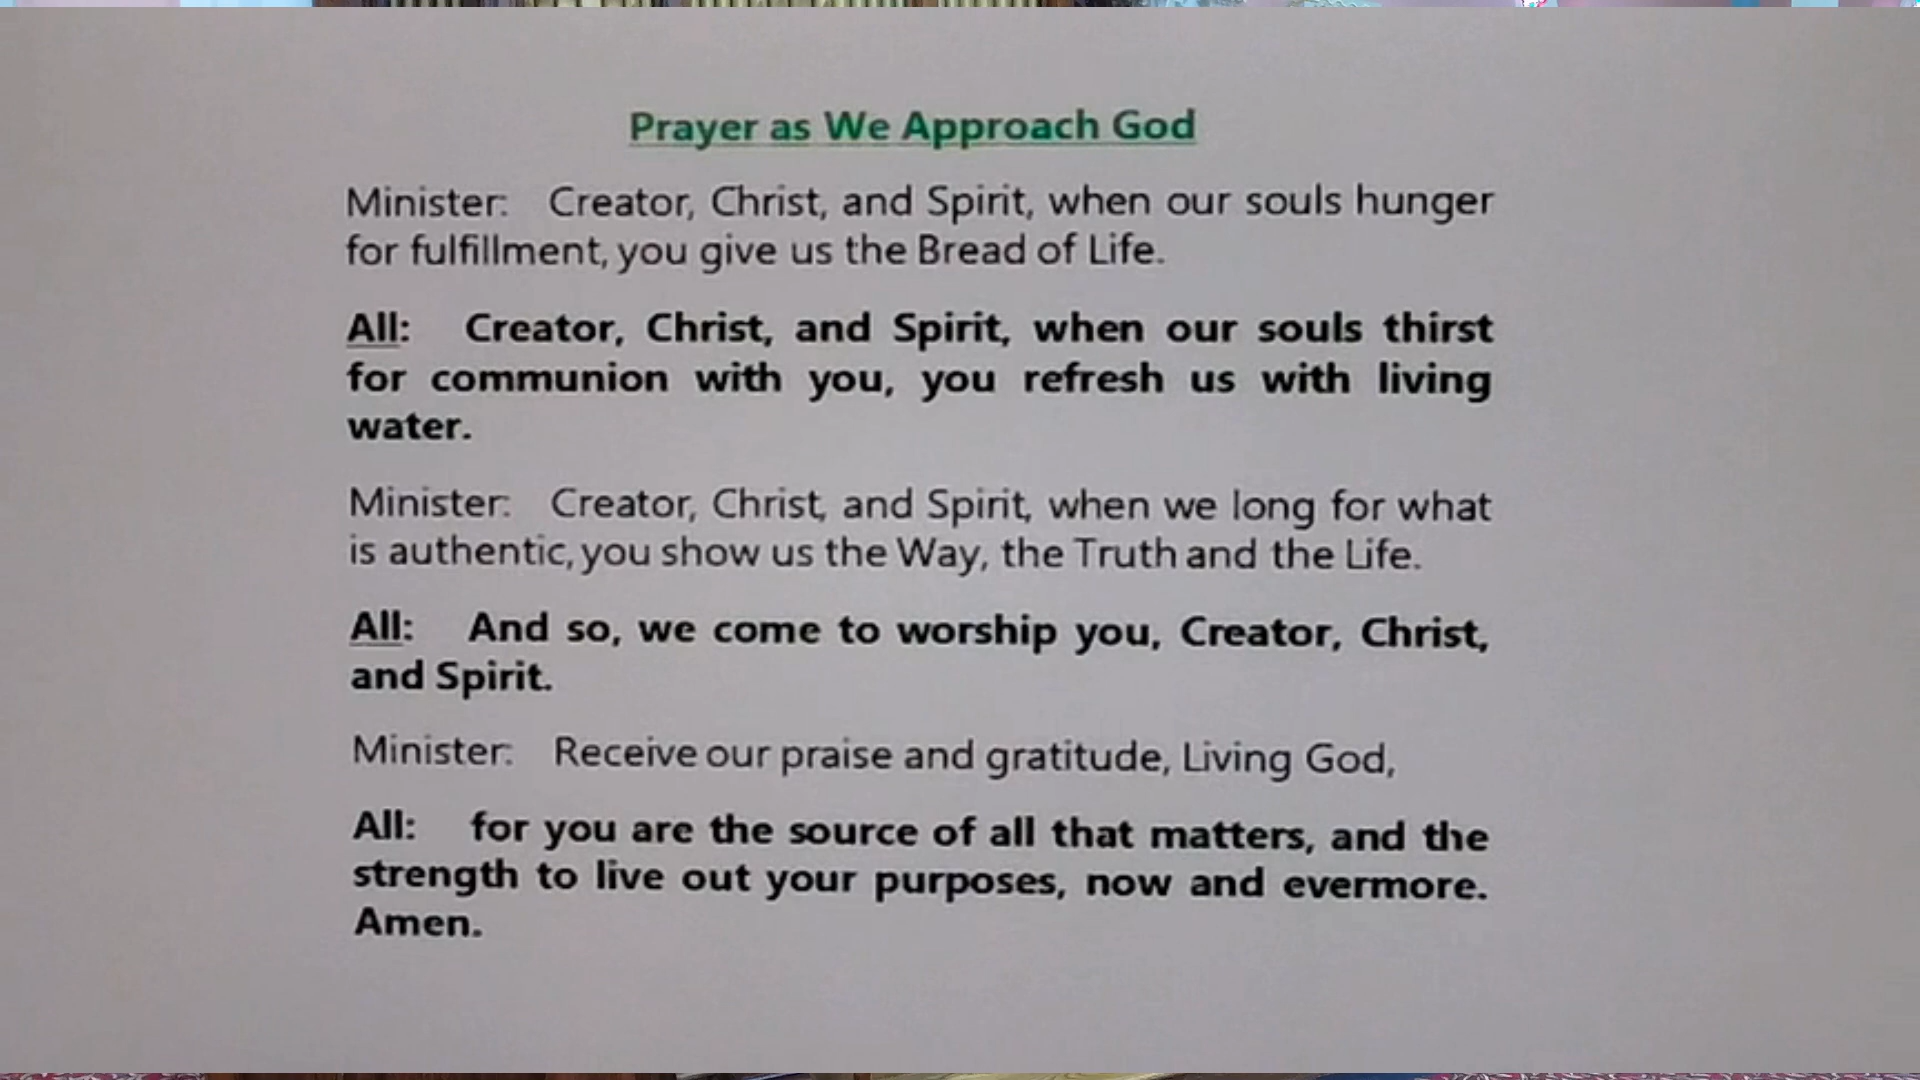 Prayer as We Approach God
Minister: Creator, Christ, and Spirit, when our souls hunger
for fulfillment, you give us the Bread of Life.
All: Creator, Christ, and Spirit, when our souls thirst
for communion with you, you refresh us with living
water.
Minister: Creator, Christ, and Spirit, when we long for what
is authentic, you show us the Way, the Truth and the Life.
All: And so, we come to worship you, Creator, Christ,
and Spirit.
Minister: Receive our praise and gratitude, Living God,
All: for you are the source of all that matters, and the
strength to live out your purposes, now and evermore.
Amen.